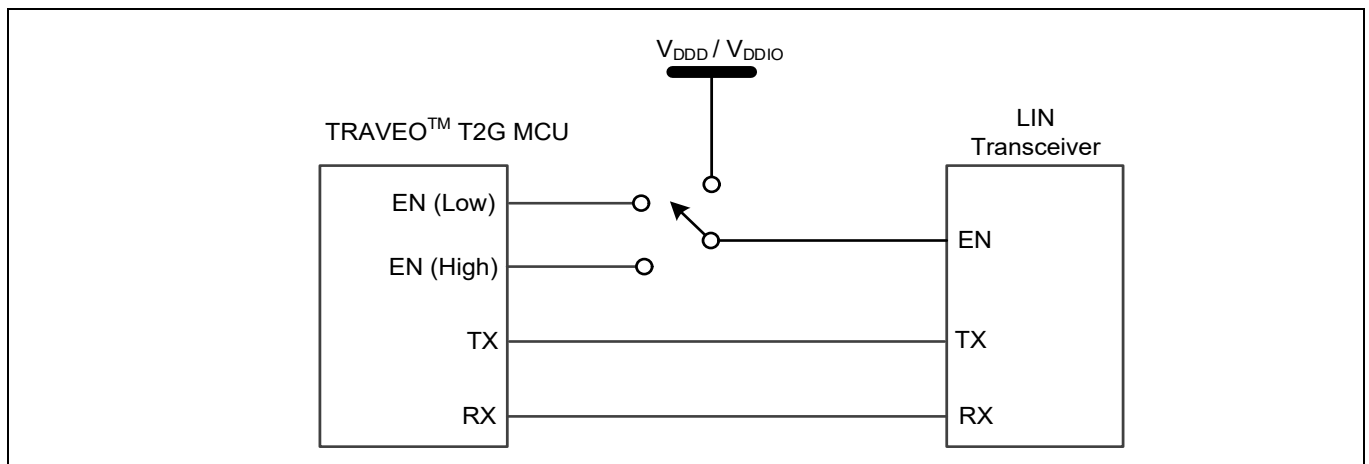 VDDD / VDDIO
TRAVEO™ T2G MCU
LIN
Transceiver
EN (Low)
EN (High)
TX
RX
EN
TX
RX